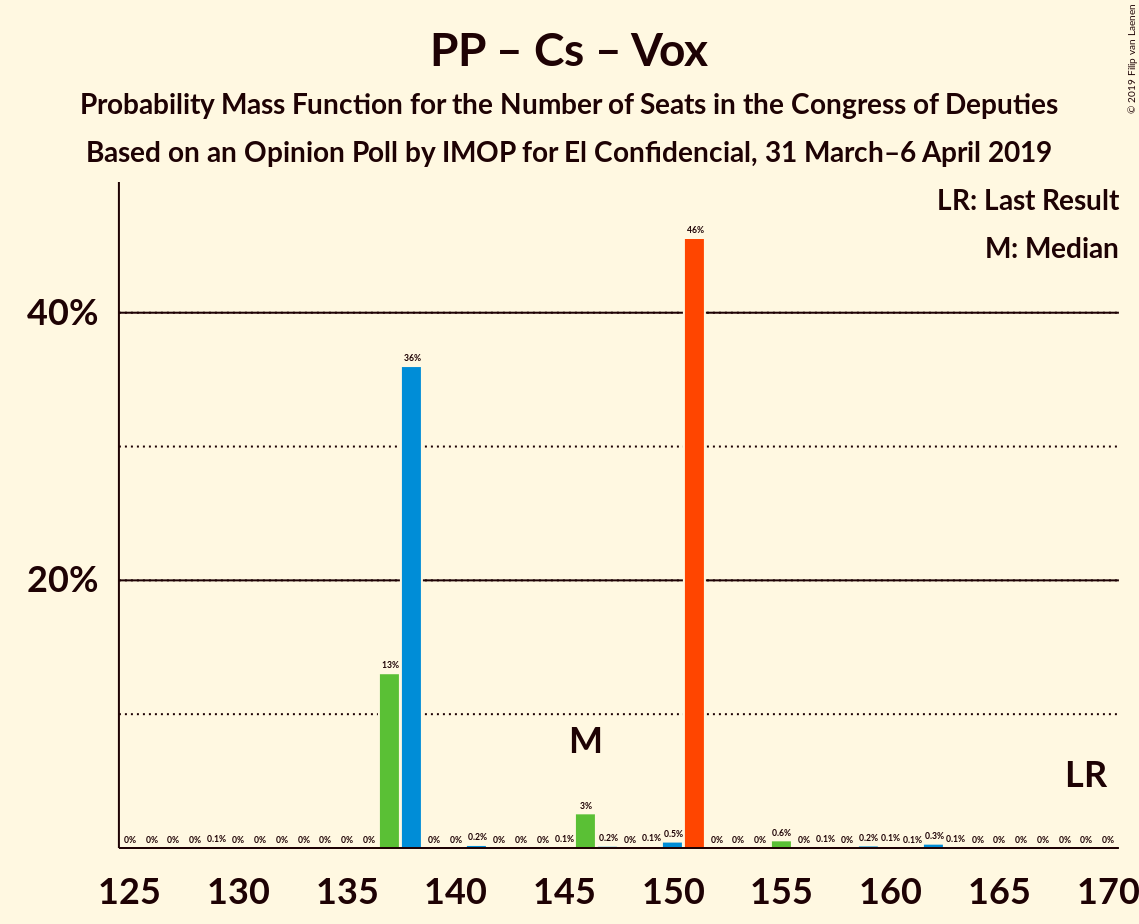 PP – Cs – Vox
Probability Mass Function for the Number of Seats in the Congress of Deputies
Based on an Opinion Poll by IMOP for El Confidencial, 31 March–6 April 2019
© 2019 Filip van Laenen
LR: Last Result
M: Median
46%
40%
36%
20%
13%
M
LR
3%
0% 0% 0% 0% 0.1% 0% 0% 0% 0% 0% 0% 0% 0% 0% 0.2% 0% 0% 0% 0.1% 0.2% 0% 0.1% 0.5% 0% 0% 0% 0.6% 0% 0.1% 0% 0.2% 0.1% 0.1% 0.3% 0.1% 0% 0% 0% 0% 0% 0% 0%
125 130 135 140 145 150 155 160 165 170